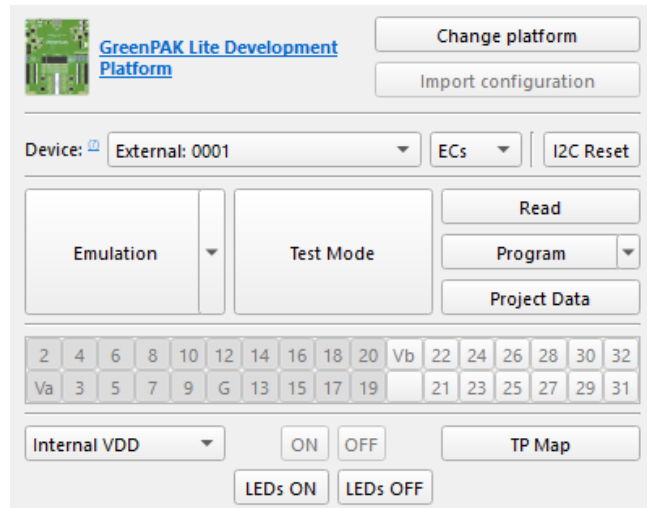 GreenPAK Lite Development
Platform
Change platform
Import configuration
Device: External: 0001 ECs I2C Reset
Emulation
Test Mode
Read
Program
Project Data
2 4 6 8 10 12 14 16 18 20 Vb 22 24 26 28 30 32
Va 3 5 7 9 G 13 15 17 19 21 23 25 27 29 31
Internal VDD ON OFF TP Map
LEDs ON LEDs OFF